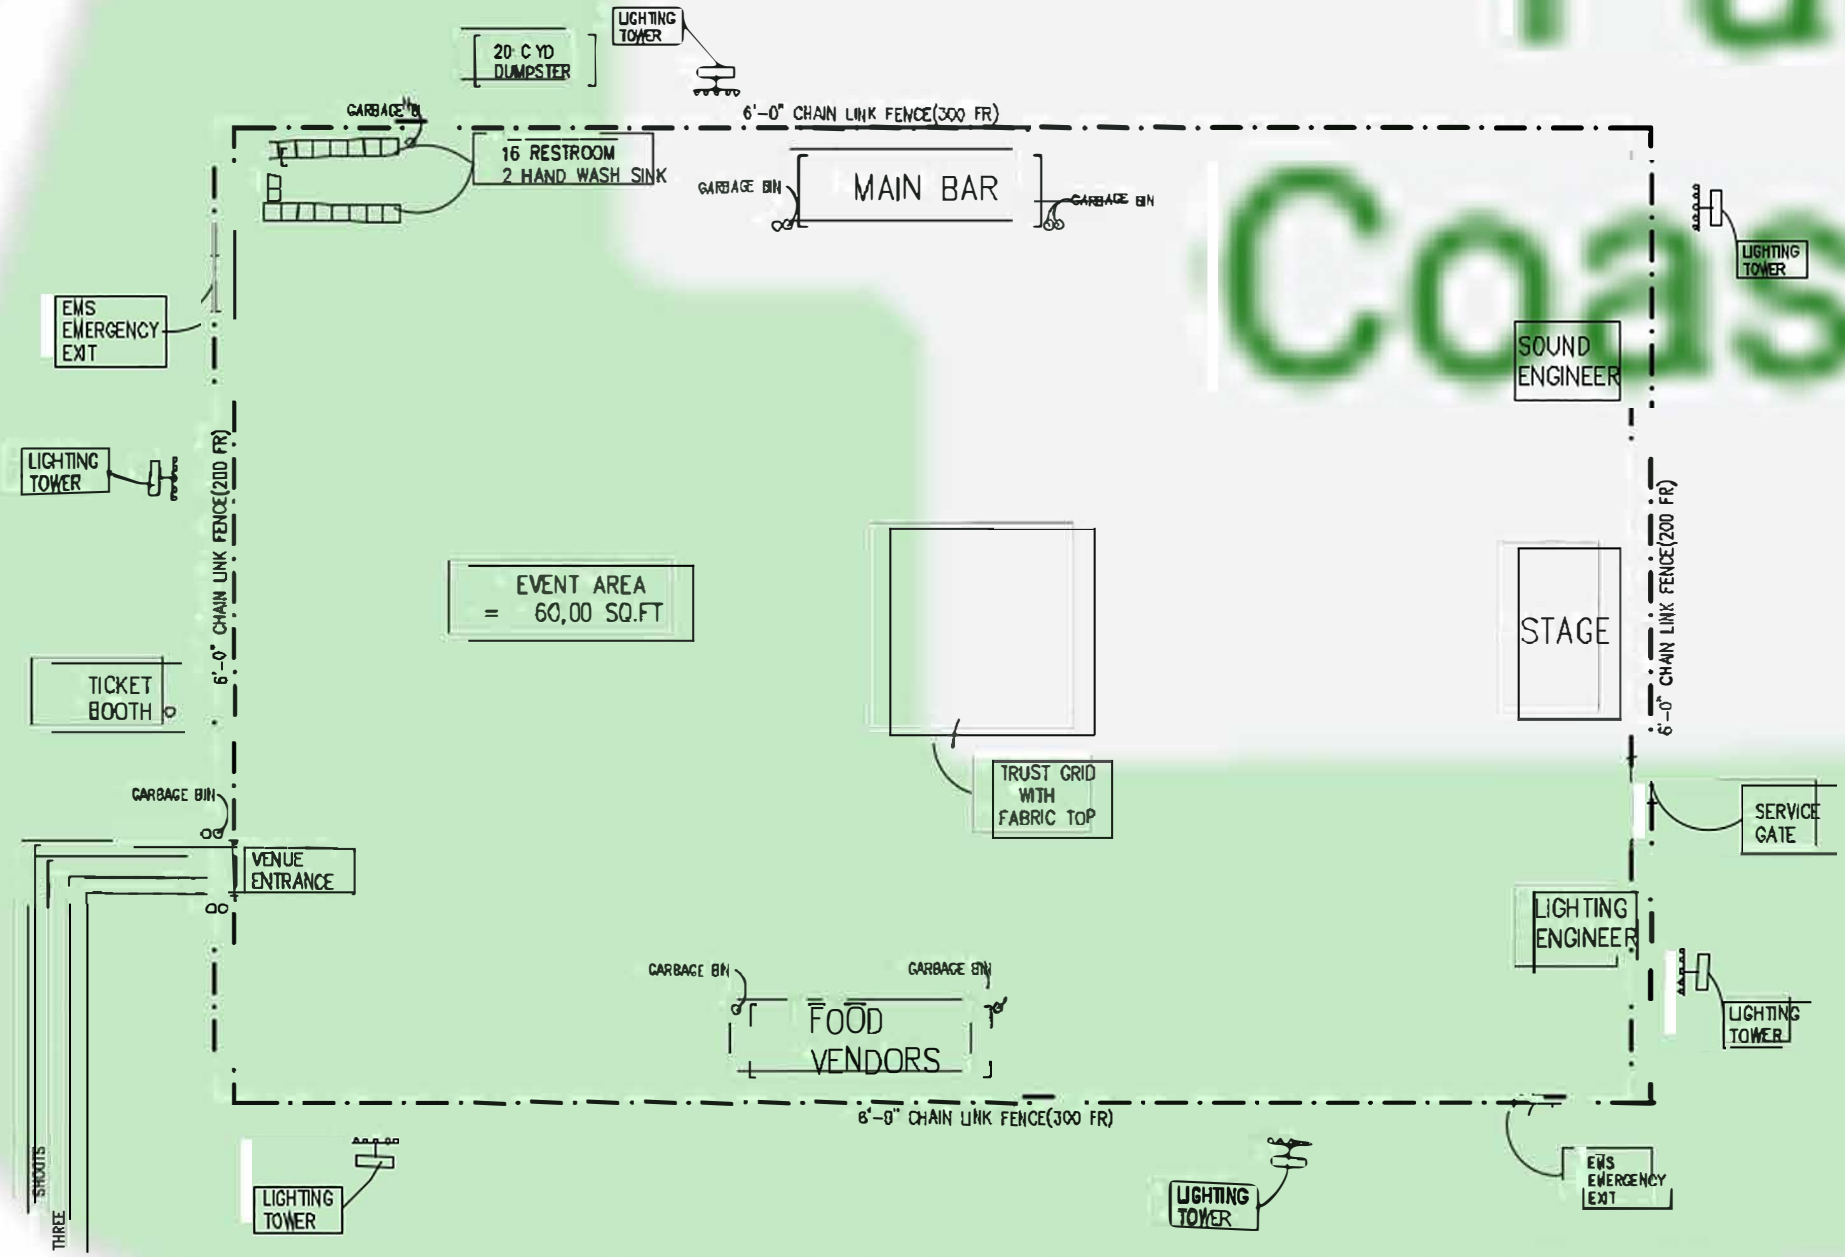 LIGHTING
TOWER
20 C YD
DUMPSTER
GARBAGE
6'-0" CHAIN LINK FENCE(300 FR)
16 RESTROOM
2 HAND WASH SINK
GARBAGE BIN
MAIN BAR
GARBAGE BIN
Coas
LIGHTING
TOWER
EMS
EMERGENCY
EXIT
SOUND
ENGINEER
LIGHTING
TOWER
6'-0" CHAIN LINK FENCE(200 FR)
EVENT AREA
= 60,00 SQ.FT
STAGE
6'-0" CHAIN LINK FENCE(200 FR)
TICKET
BOOTH
TRUST GRID
WITH
FABRIC TOP
GARBAGE BIN
SERVICE
GATE
VENUE
ENTRANCE
LIGHTING
ENGINEER
GARBAGE BIN
GARBAGE BIN
FOOD
VENDORS
LIGHTING
TOWER
6'-0" CHAIN LINK FENCE(300 FR)
SHOOTS
THREE
LIGHTING
TOWER
LIGHTING
TOWER
EMS
EMERGENCY
EXIT